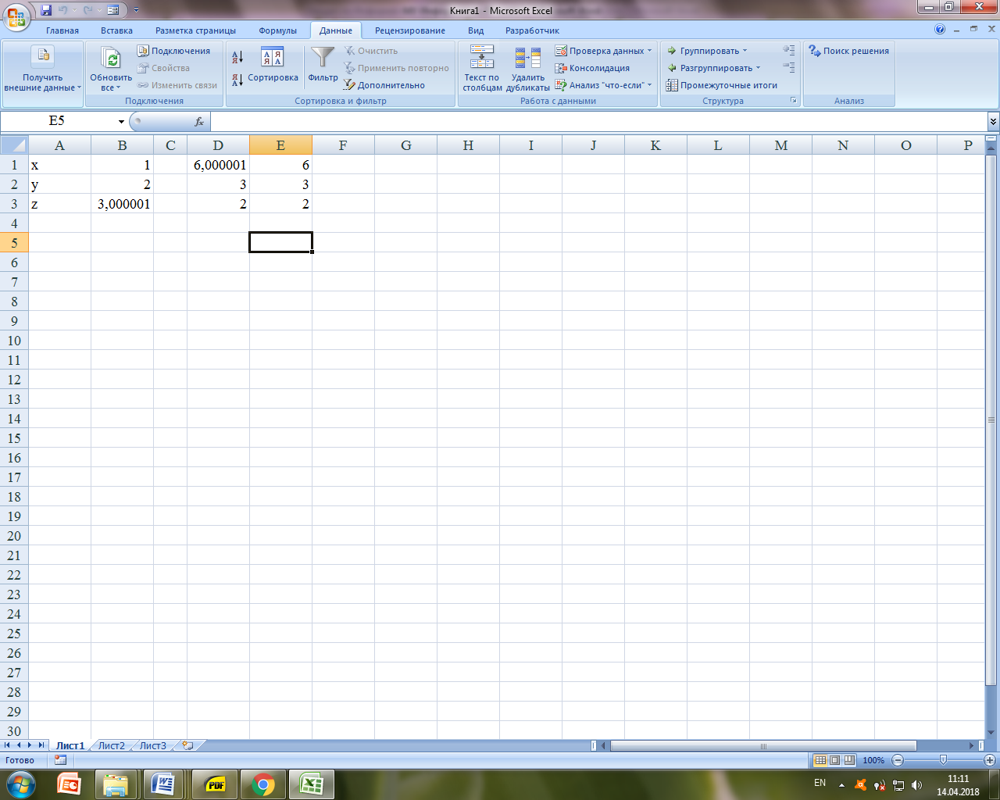 Книга1 - Microsoft Excel
Главная Вставка Разметка страницы Формулы Данные Рецензирование Вид Разработчик
Получить внешние данные
Обновить все
Подключения
Свойства
Изменить связи
Подключения
А Я
Я А
Сортировка
Фильтр
Очистить
Применить повторно
Дополнительно
Сортировка и фильтр
Текст по столбцам
Удалить дубликаты
Проверка данных
Консолидация
Анализ "что-если"
Работа с данными
Группировать
Разгруппировать
Промежуточные итоги
Структура
Поиск решения
Анализ
E5 fx
A B C D E F G H I J K L M N O P
1 x 1 6,000001 6
2 y 2 3 3
3 z 3,000001 2 2
4
5
6
7
8
9
10
11
12
13
14
15
16
17
18
19
20
21
22
23
24
25
26
27
28
29
30
Лист1 Лист2 Лист3
Готово 100%
PDF EN 11:11
14.04.2018